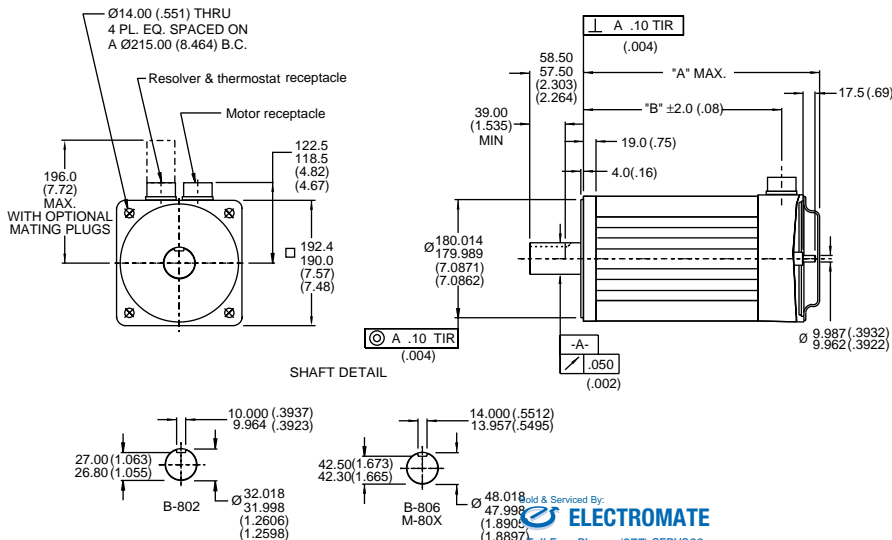 Ø14.00 (.551) THRU
4 PL. EQ. SPACED ON
A Ø215.00 (8.464) B.C.
Resolver & thermostat receptacle
Motor receptacle
196.0
(7.72)
MAX.
WITH OPTIONAL
MATING PLUGS
122.5
118.5
(4.82)
(4.67)
□ 192.4
190.0
(7.57)
(7.48)
⊥ A .10 TIR
(.004)
58.50
57.50
(2.303)
(2.264)
"A" MAX.
17.5 (.69)
"B" ±2.0 (.08)
39.00
(1.535)
MIN
19.0 (.75)
4.0(.16)
Ø 180.014
179.989
(7.0871)
(7.0862)
◎ A .10 TIR
(.004)
-A-
↗ .050
(.002)
Ø 9.987 (.3932)
9.962 (.3922)
SHAFT DETAIL
10.000 (.3937)
9.964 (.3923)
27.00 (1.063)
26.80 (1.055)
Ø 32.018
31.998
(1.2606)
(1.2598)
B-802
14.000 (.5512)
13.957 (.5495)
42.50 (1.673)
42.30 (1.665)
Ø 48.018
47.998
(1.8905)
(1.8897)
B-806
M-80X
Sold & Serviced By:
ELECTROMATE